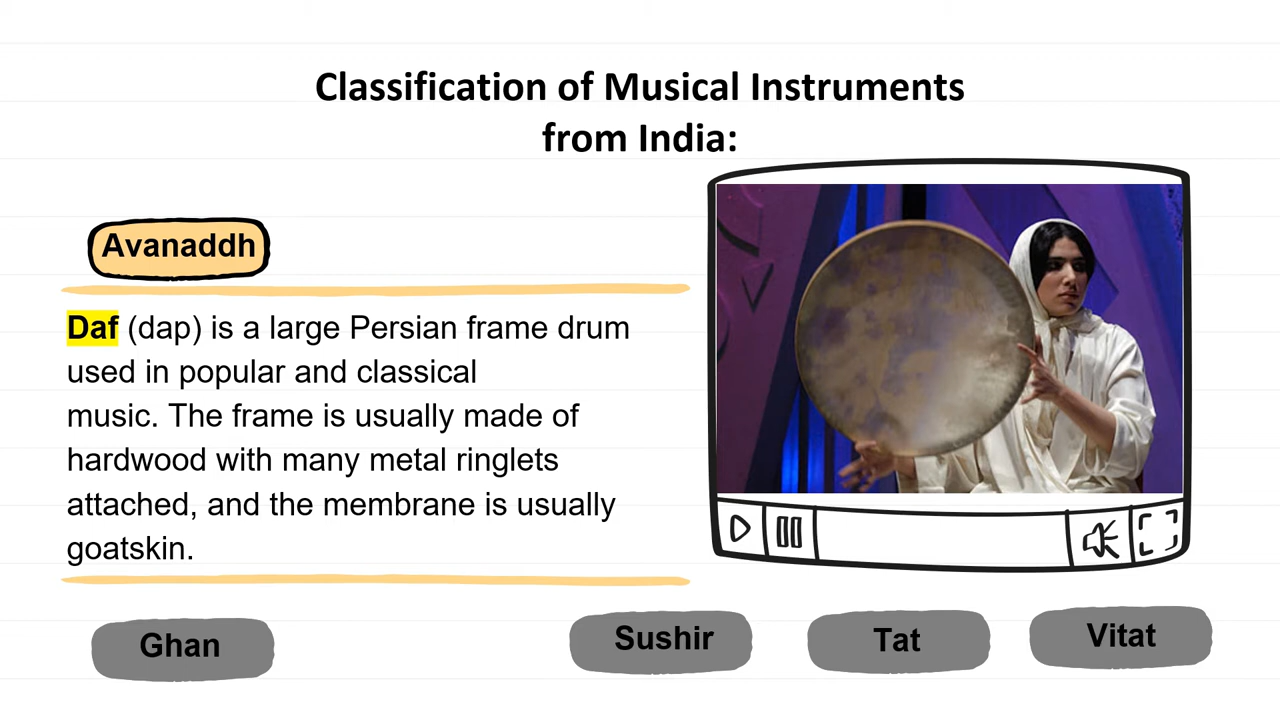 Classification of Musical Instruments
from India:
Avanaddh
Daf (dap) is a large Persian frame drum
used in popular and classical
music. The frame is usually made of
hardwood with many metal ringlets
attached, and the membrane is usually
goatskin.
Ghan
Sushir
Tat
Vitat